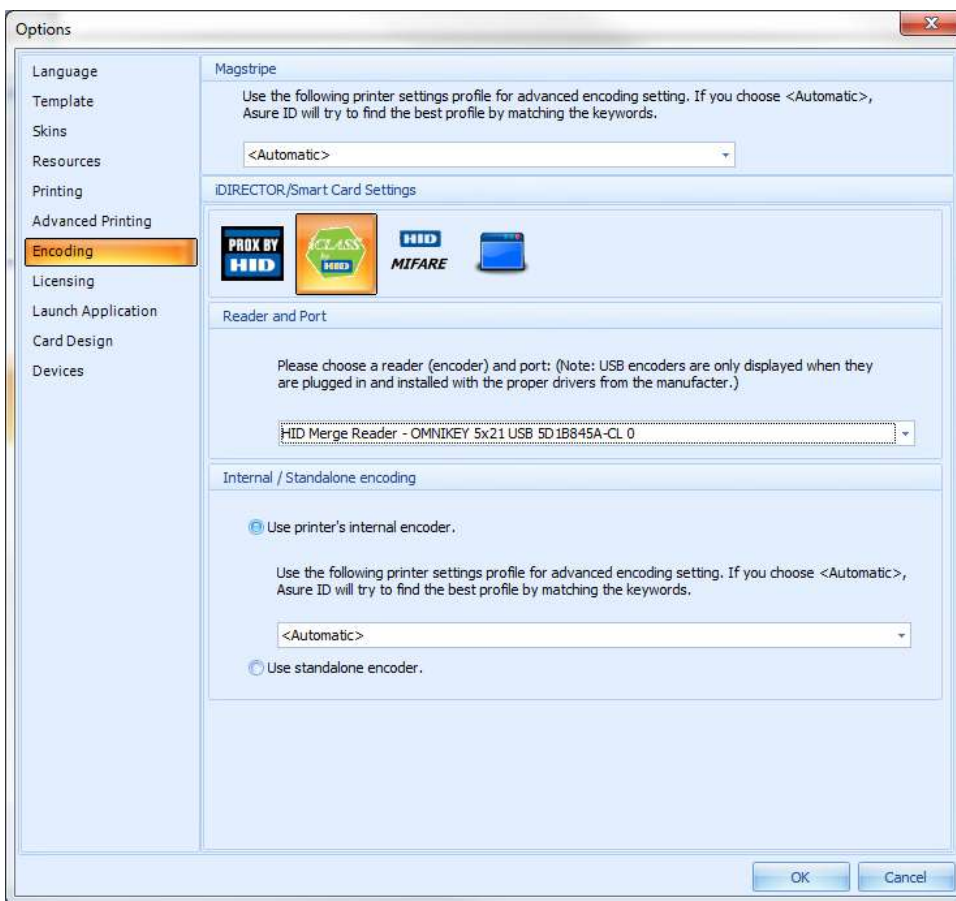 Options
Language
Template
Skins
Resources
Printing
Advanced Printing
Encoding
Licensing
Launch Application
Card Design
Devices
Magstripe
Use the following printer settings profile for advanced encoding setting. If you choose <Automatic>,
Asure ID will try to find the best profile by matching the keywords.
<Automatic>
iDIRECTOR/Smart Card Settings
PROX BY
HID
iCLASS
by
HID
HID
MIFARE
Reader and Port
Please choose a reader (encoder) and port: (Note: USB encoders are only displayed when they
are plugged in and installed with the proper drivers from the manufacter.)
HID Merge Reader - OMNIKEY 5x21 USB 5D1B845A-CL 0
Internal / Standalone encoding
Use printer's internal encoder.
Use the following printer settings profile for advanced encoding setting. If you choose <Automatic>,
Asure ID will try to find the best profile by matching the keywords.
<Automatic>
Use standalone encoder.
OK
Cancel